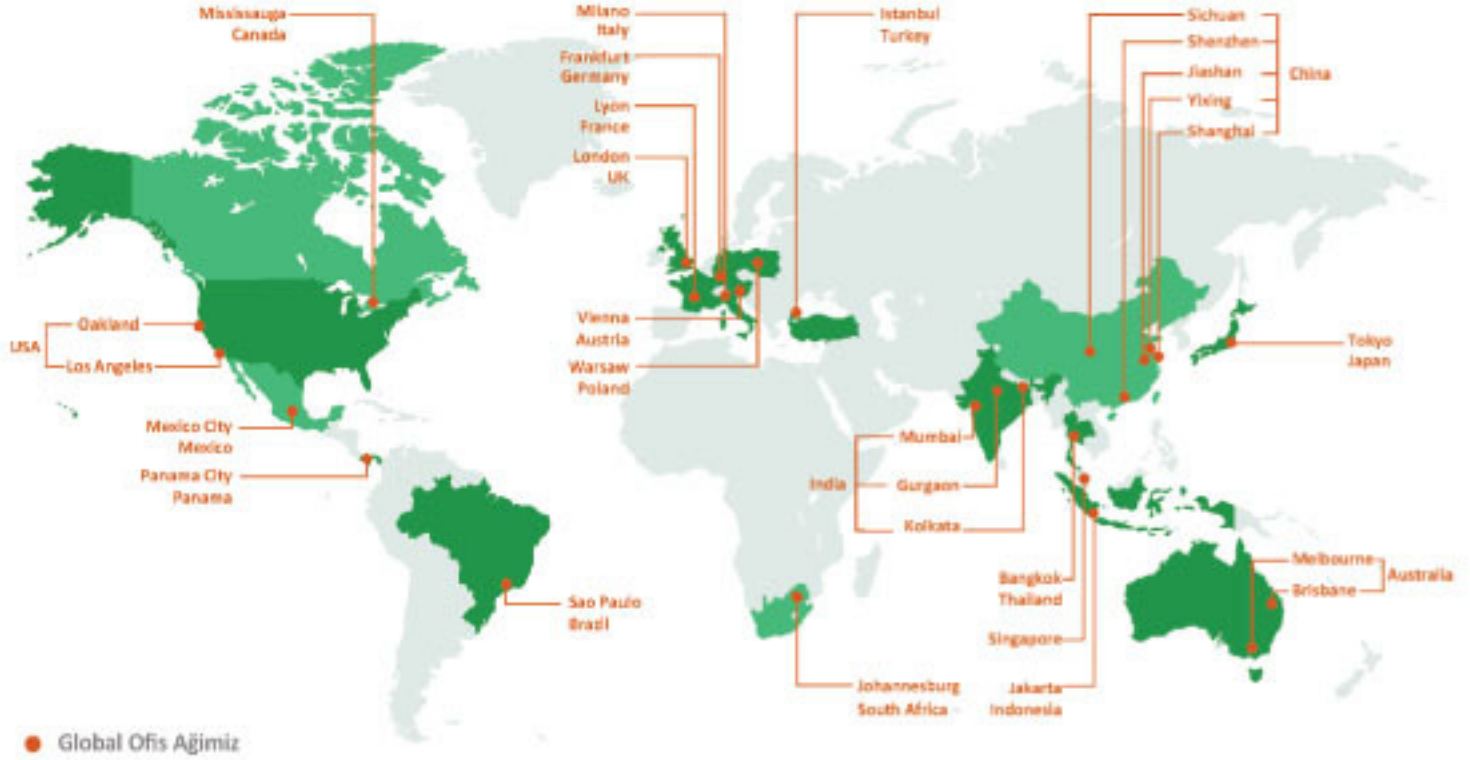 Mississauga
Canada
Milano
Italy
Frankfurt
Germany
Lyon
France
London
UK
Istanbul
Turkey
Sichuan
Shenzhen
Jiashan
Yixing
Shanghai
China
USA
Oakland
Los Angeles
Mexico City
Mexico
Panama City
Panama
Vienna
Austria
Warsaw
Poland
Tokyo
Japan
India
Mumbai
Gurgaon
Kolkata
Sao Paulo
Brazil
Bangkok
Thailand
Singapore
Jakarta
Indonesia
Johannesburg
South Africa
Melbourne
Brisbane
Australia
Global Ofis Ağimiz